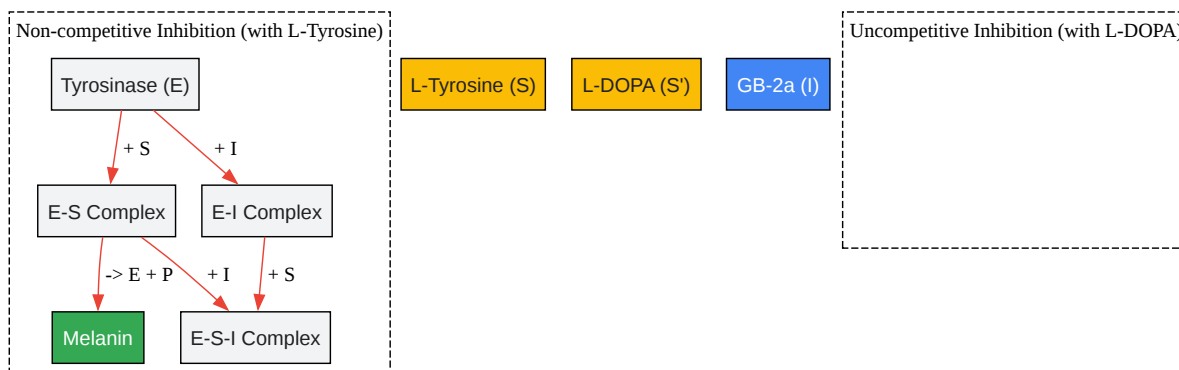 Non-competitive Inhibition (with L-Tyrosine)
Uncompetitive Inhibition (with L-DOPA)
Tyrosinase (E)
L-Tyrosine (S)
L-DOPA (S')
GB-2a (I)
+ S
+ I
E-S Complex
E-I Complex
-> E + P
+ I
+ S
Melanin
E-S-I Complex